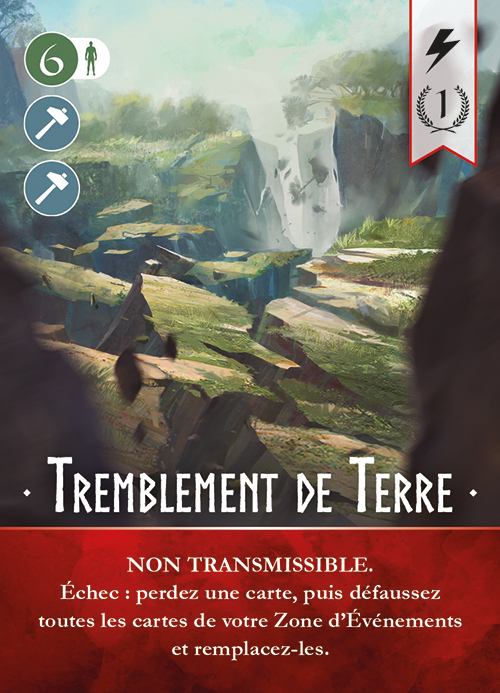 6
1
· Tremblement de Terre ·
NON TRANSMISSIBLE.
Échec : perdez une carte, puis défaussez
toutes les cartes de votre Zone d’Événements
et remplacez-les.